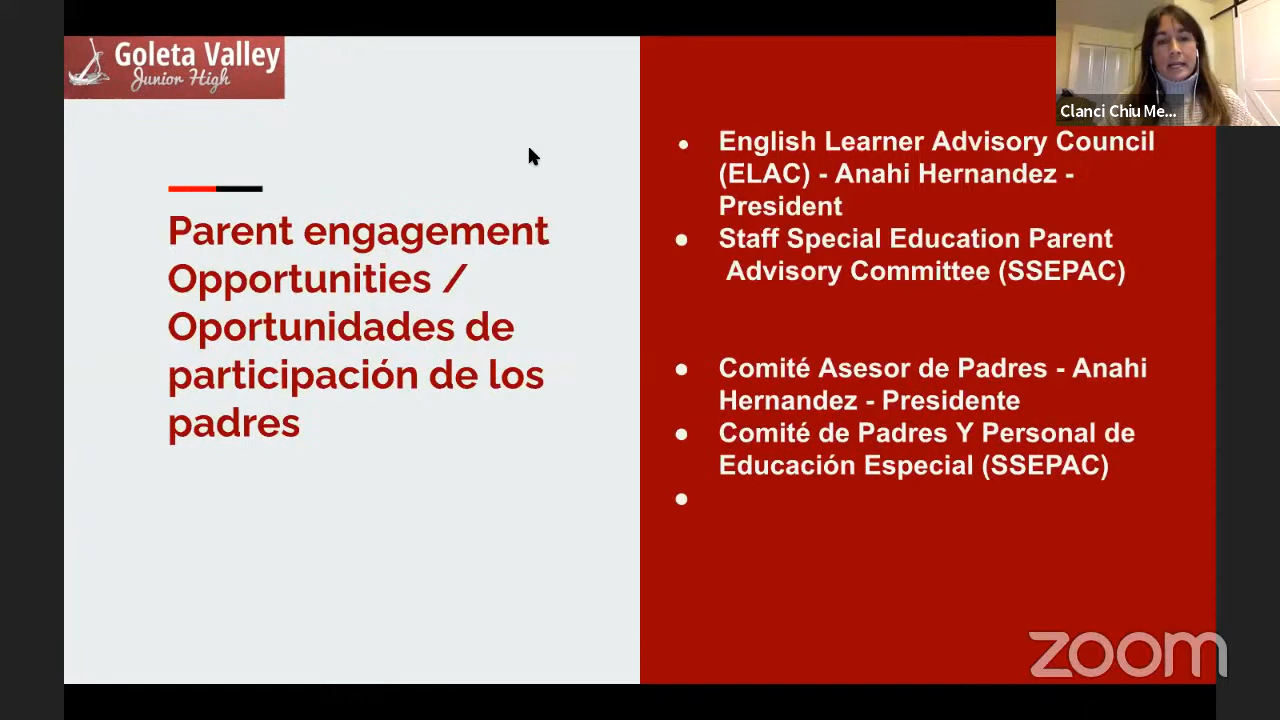 Goleta Valley
Junior High
Parent engagement
Opportunities /
Oportunidades de
participación de los
padres
● English Learner Advisory Council
(ELAC) - Anahi Hernandez -
President
● Staff Special Education Parent
Advisory Committee (SSEPAC)
● Comité Asesor de Padres - Anahi
Hernandez - Presidente
● Comité de Padres Y Personal de
Educación Especial (SSEPAC)
●
Clanci Chiu Me...
zoom